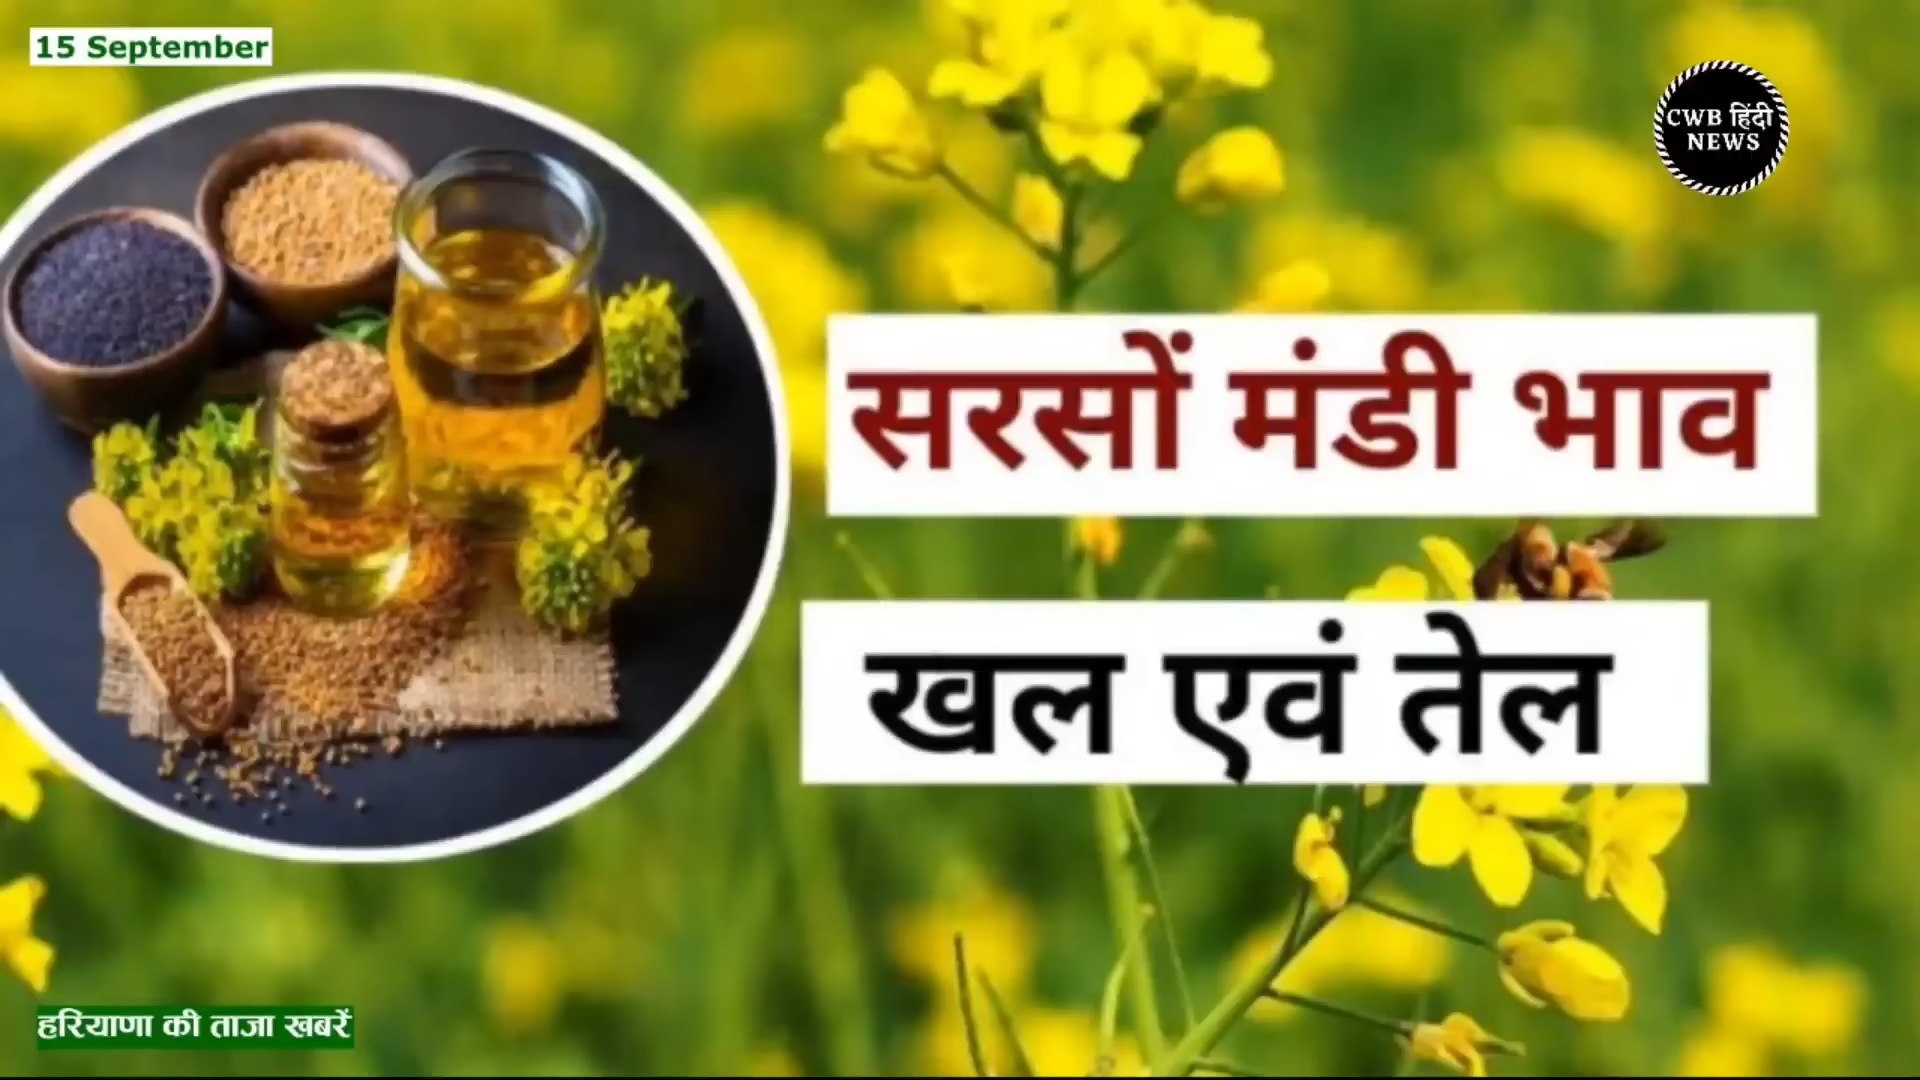 15 September
CWB हिंदी
NEWS
सरसों मंडी भाव
खल एवं तेल
हरियाणा की ताजा खबरें